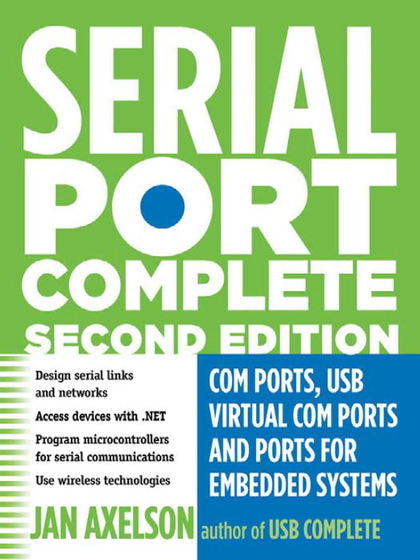 SERIAL
PORT
COMPLETE
SECOND EDITION
Design serial links
and networks
Access devices with .NET
Program microcontrollers
for serial communications
Use wireless technologies
COM PORTS, USB
VIRTUAL COM PORTS
AND PORTS FOR
EMBEDDED SYSTEMS
JAN AXELSON author of USB COMPLETE